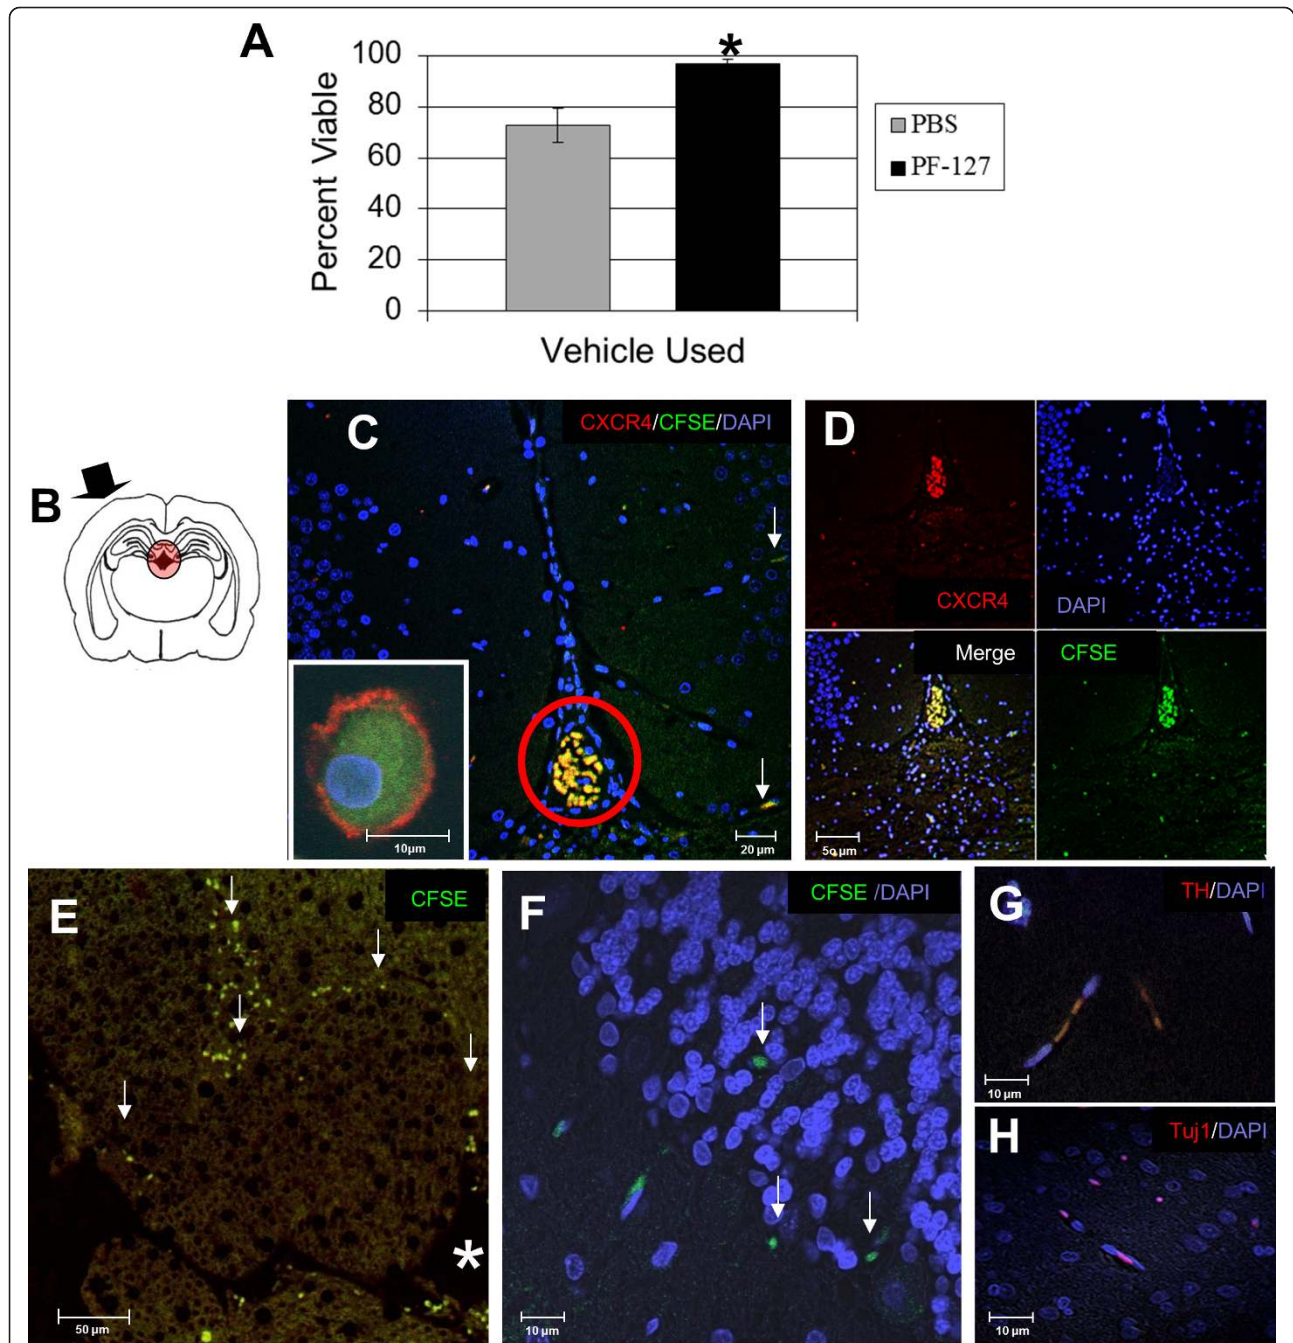 A
*
100
80
60
40
20
0
Percent Viable
Vehicle Used
PBS
PF-127
B
C
CXCR4/CFSE/DAPI
10µm
20 µm
D
CXCR4
DAPI
Merge
CFSE
50 µm
E
CFSE
*
50 µm
F
CFSE /DAPI
10 µm
G
TH/DAPI
10 µm
H
Tuj1/DAPI
10 µm